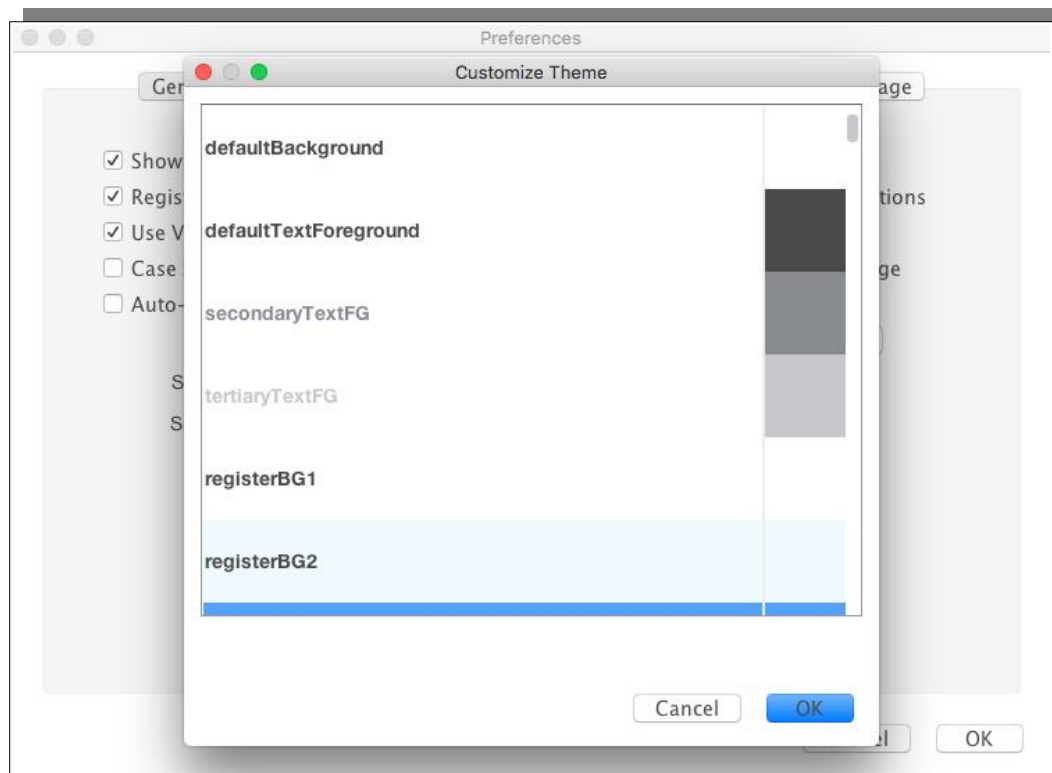 Preferences
Customize Theme
Ger age
Show
Regis tions
Use V
Case ge
Auto-
S
S
defaultBackground
defaultTextForeground
secondaryTextFG
tertiaryTextFG
registerBG1
registerBG2
Cancel OK
el OK